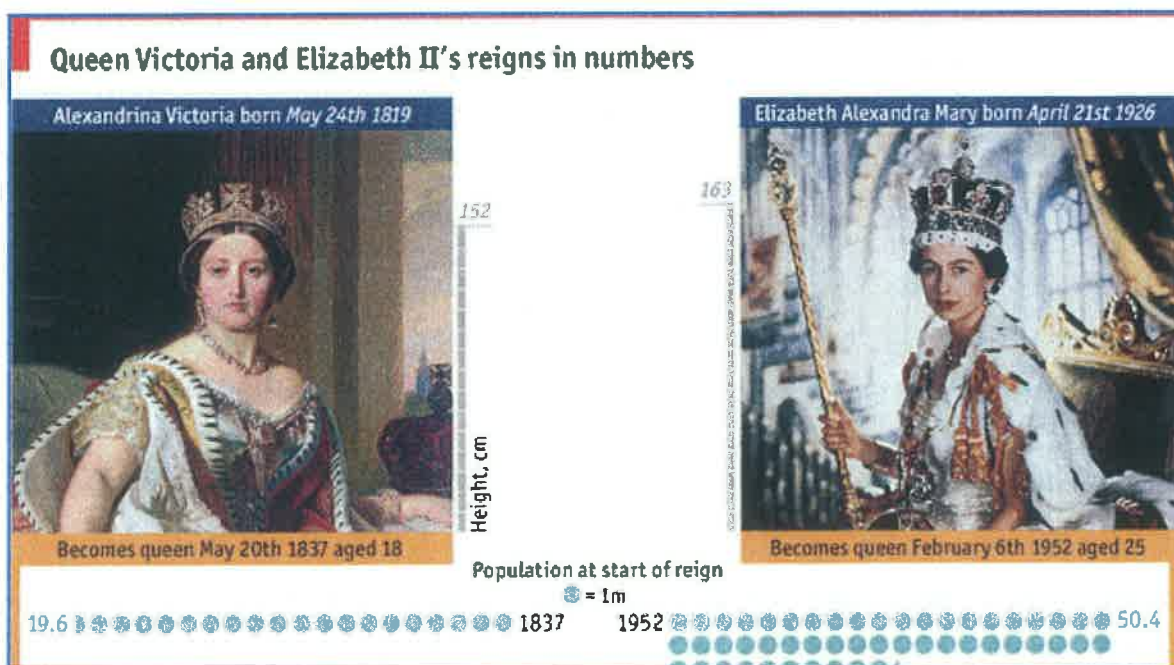 Queen Victoria and Elizabeth II's reigns in numbers
Alexandrina Victoria born May 24th 1819
Elizabeth Alexandra Mary born April 21st 1926
152
163
Height, cm
Becomes queen May 20th 1837 aged 18
Becomes queen February 6th 1952 aged 25
Population at start of reign
= 1m
19.6 1837 1952 50.4